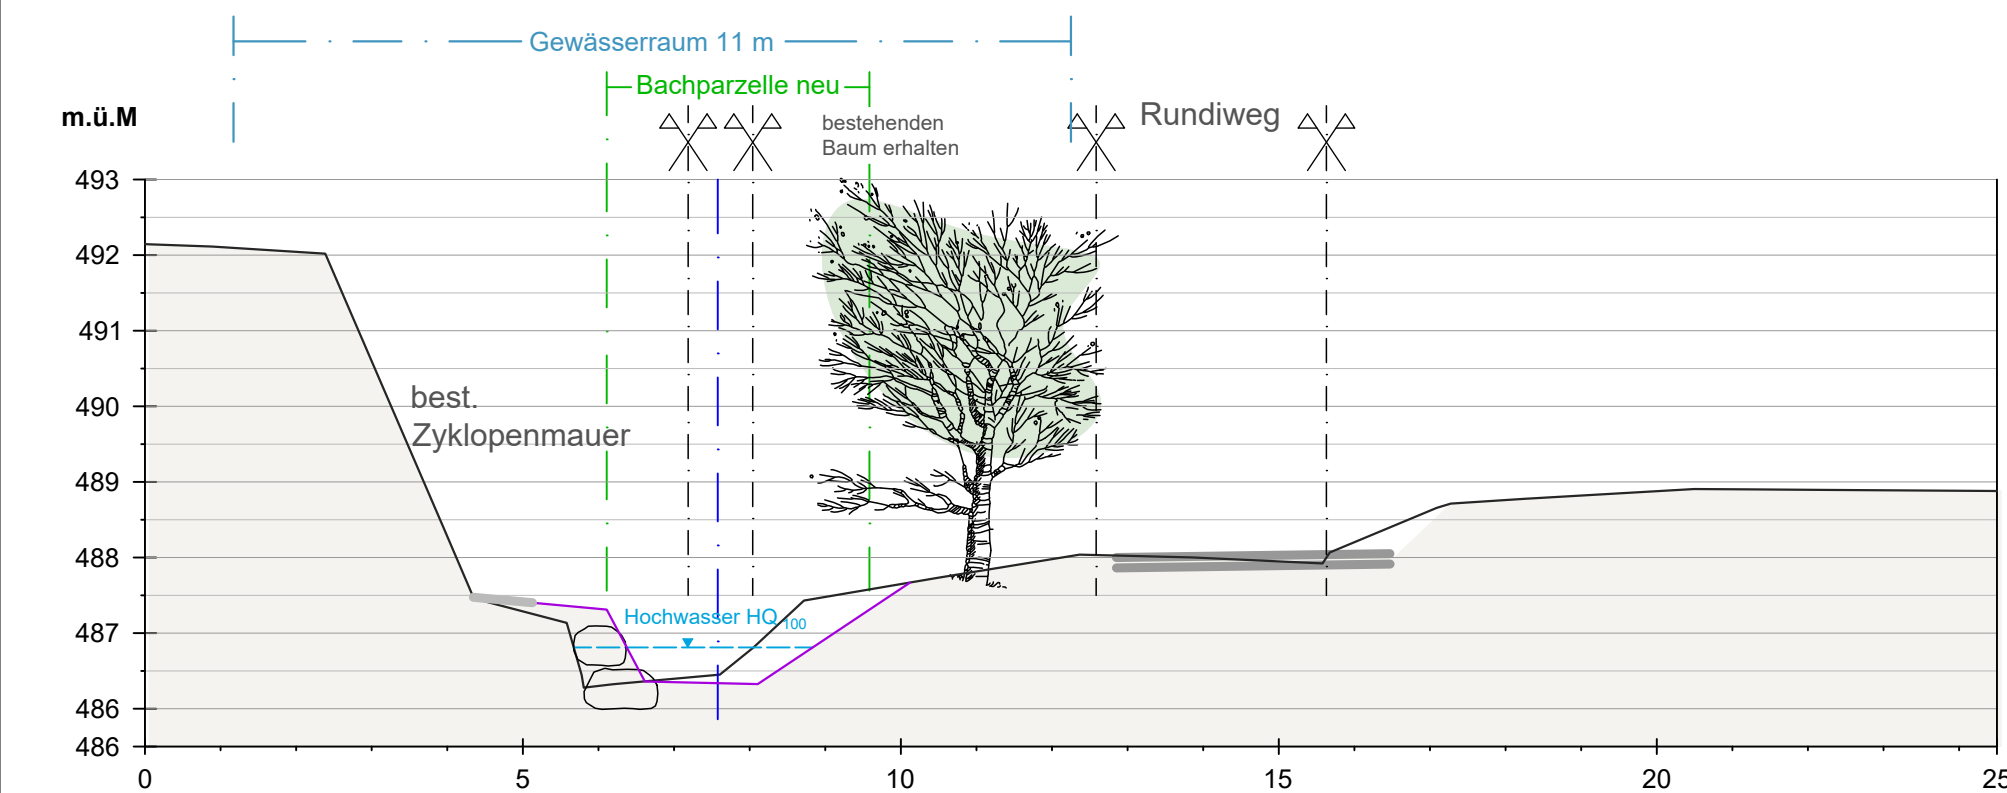 Gewässerraum 11 m
Bachparzelle neu
m.ü.M
bestehenden
Baum erhalten
Rundiweg
493
492
491
490
489
488
487
486
486
best.
Zyklopenmauer
Hochwasser HQ100
0 5 10 15 20 25